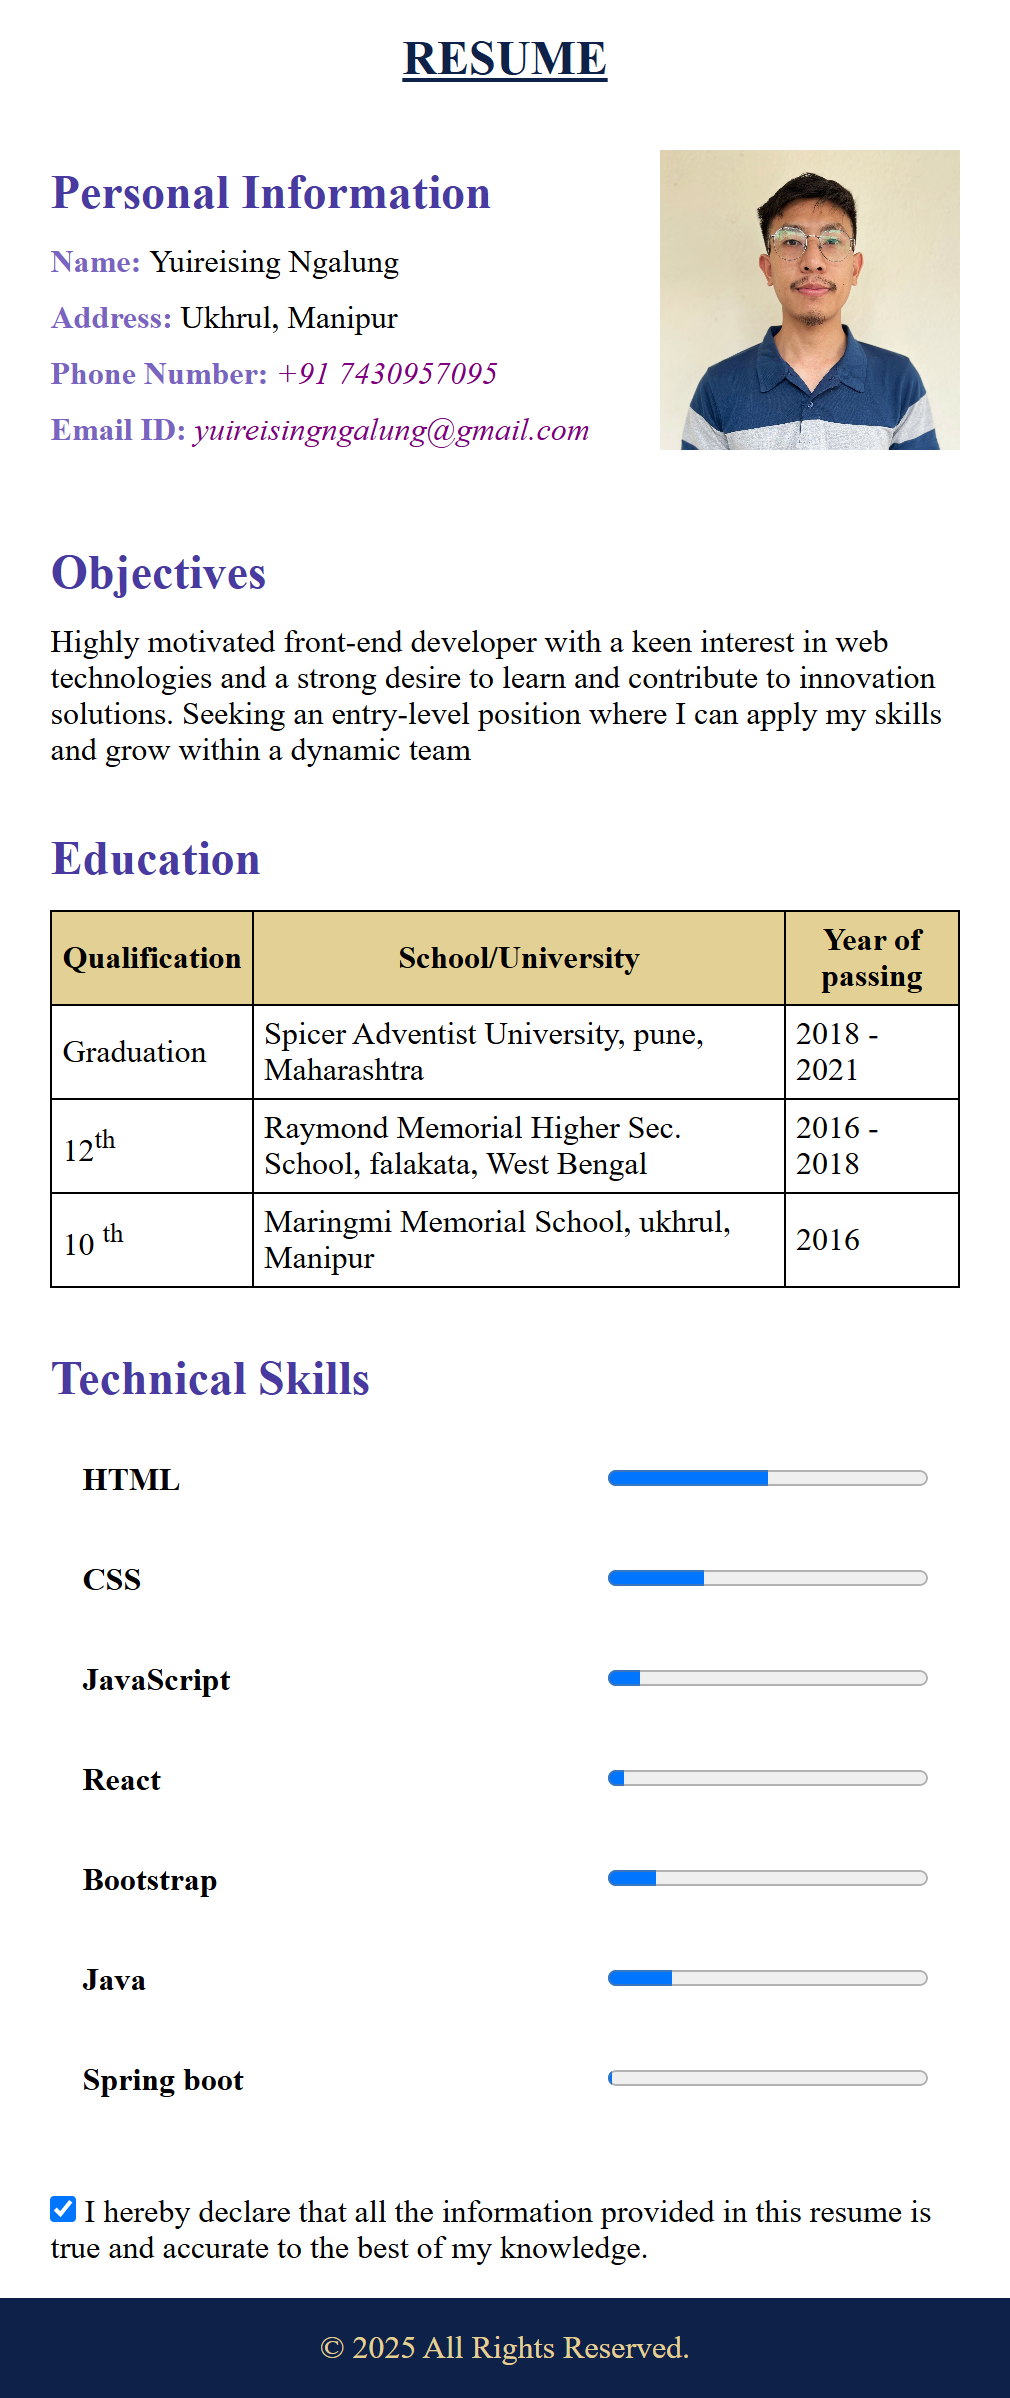 RESUME
Personal Information
Name: Yuireising Ngalung
Address: Ukhrul, Manipur
Phone Number: +91 7430957095
Email ID: yuireisingngalung@gmail.com
Objectives
Highly motivated front-end developer with a keen interest in web
technologies and a strong desire to learn and contribute to innovation
solutions. Seeking an entry-level position where I can apply my skills
and grow within a dynamic team
Education
Qualification School/University Year of
passing
Graduation Spicer Adventist University, pune, 2018 -
Maharashtra 2021
12th Raymond Memorial Higher Sec. 2016 -
School, falakata, West Bengal 2018
10 th Maringmi Memorial School, ukhrul, 2016
Manipur
Technical Skills
HTML
CSS
JavaScript
React
Bootstrap
Java
Spring boot
I hereby declare that all the information provided in this resume is
true and accurate to the best of my knowledge.
© 2025 All Rights Reserved.